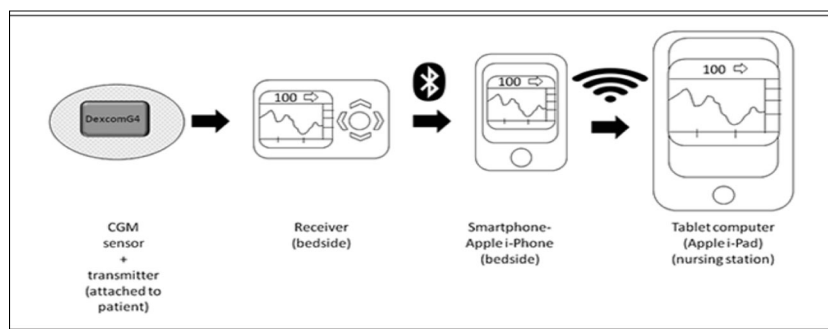 DexcomG4
100
100
100
CGM
sensor
+
transmitter
(attached to
patient)
Receiver
(bedside)
Smartphone-
Apple i-Phone
(bedside)
Tablet computer
(Apple i-Pad)
(nursing station)